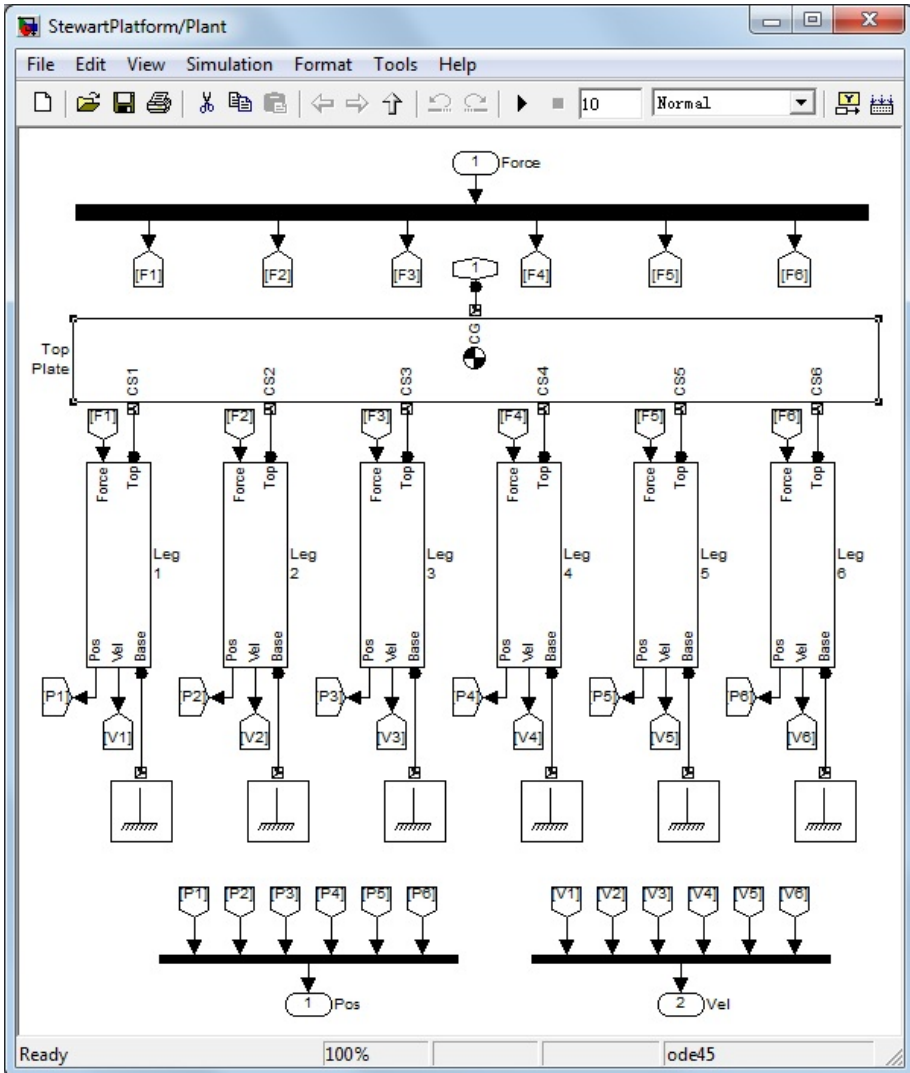 StewartPlatform/Plant
File Edit View Simulation Format Tools Help
10 Normal
1 Force
[F1] [F2] [F3] [F4] [F5] [F6]
1
Top
Plate
CG
CS1 CS2 CS3 CS4 CS5 CS6
[F1] [F2] [F3] [F4] [F5] [F6]
Force Top Force Top Force Top Force Top Force Top Force Top
Leg Leg Leg Leg Leg Leg
1 2 3 4 5 6
Pos Vel Base Pos Vel Base Pos Vel Base Pos Vel Base Pos Vel Base Pos Vel Base
[P1] [P2] [P3] [P4] [P5] [P6]
[V1] [V2] [V3] [V4] [V5] [V6]
[P1] [P2] [P3] [P4] [P5] [P6] [V1] [V2] [V3] [V4] [V5] [V6]
1 Pos 2 Vel
Ready 100% ode45